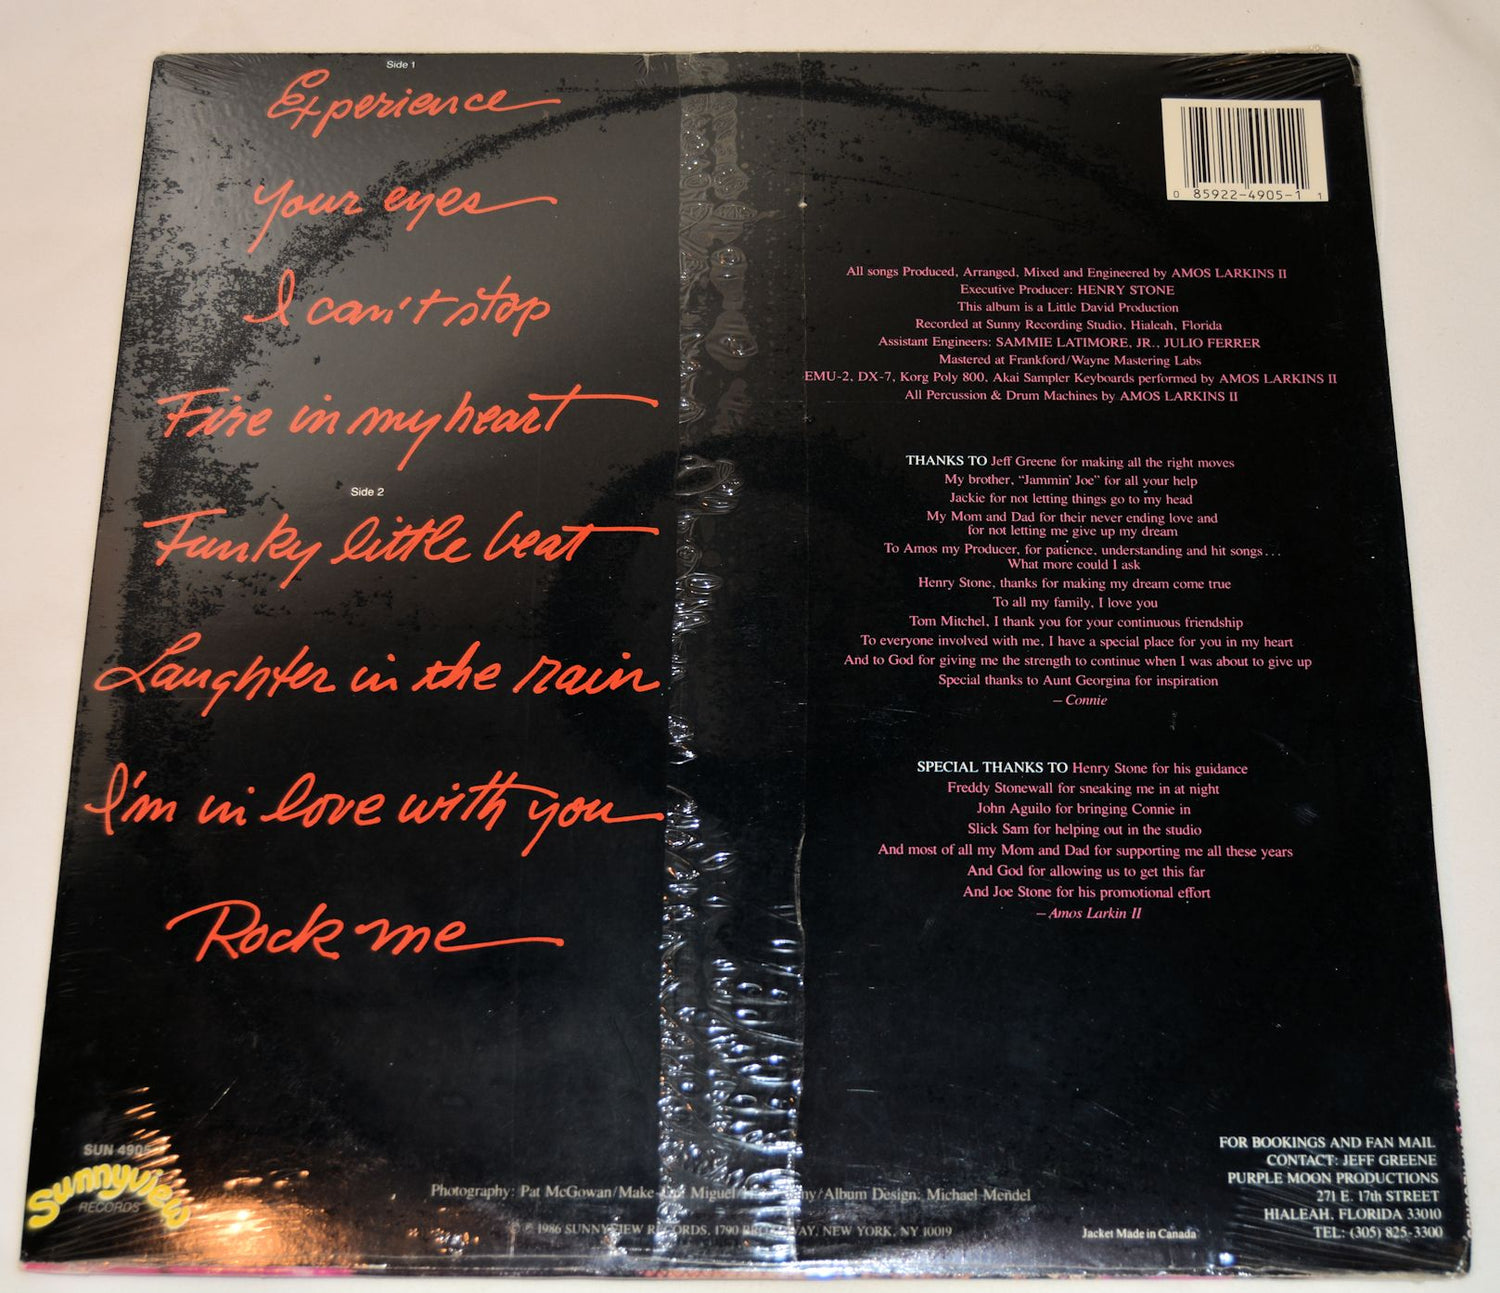 Side 1
Experience
Your eyes
I can't stop
Fire in my heart
Side 2
Funky little beat
Laughter in the rain
I'm in love with you
Rock me
0 85922-4905-1 1
All songs Produced, Arranged, Mixed and Engineered by AMOS LARKINS II
Executive Producer: HENRY STONE
This album is a Little David Production
Recorded at Sunny Recording Studio, Hialeah, Florida
Assistant Engineers: SAMMIE LATIMORE, JR., JULIO FERRER
Mastered at Frankford/Wayne Mastering Labs
EMU-2, DX-7, Korg Poly 800, Akai Sampler Keyboards performed by AMOS LARKINS II
All Percussion & Drum Machines by AMOS LARKINS II
THANKS TO Jeff Greene for making all the right moves
My brother, “Jammin' Joe” for all your help
Jackie for not letting things go to my head
My Mom and Dad for their never ending love and
for not letting me give up my dream
To Amos my Producer, for patience, understanding and hit songs...
What more could I ask
Henry Stone, thanks for making my dream come true
To all my family, I love you
Tom Mitchel, I thank you for your continuous friendship
To everyone involved with me, I have a special place for you in my heart
And to God for giving me the strength to continue when I was about to give up
Special thanks to Aunt Georgina for inspiration
– Connie
SPECIAL THANKS TO Henry Stone for his guidance
Freddy Stonewall for sneaking me in at night
John Aguilo for bringing Connie in
Slick Sam for helping out in the studio
And most of all my Mom and Dad for supporting me all these years
And God for allowing us to get this far
And Joe Stone for his promotional effort
– Amos Larkin II
SUN 4905
Sunnyview
RECORDS
Photography: Pat McGowan/Make Miguel /Album Design: Michael Mendel
1986 SUNNYVIEW RECORDS, 1790 BROADWAY, NEW YORK, NY 10019
Jacket Made in Canada
FOR BOOKINGS AND FAN MAIL
CONTACT: JEFF GREENE
PURPLE MOON PRODUCTIONS
271 E. 17th STREET
HIALEAH, FLORIDA 33010
TEL: (305) 825-3300